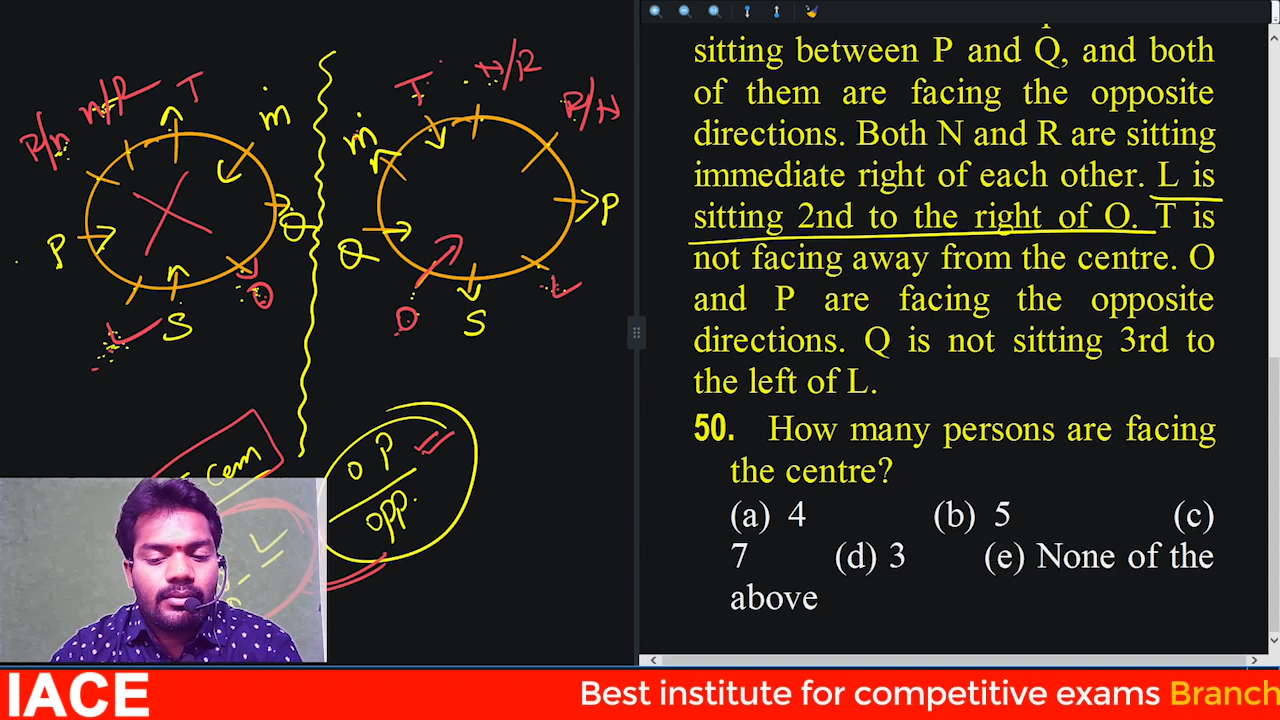 R/n n/R T m
P Q
L S O
T N/R R/N
m P
Q
O S L
cem
O P
opp.
sitting between P and Q, and both
of them are facing the opposite
directions. Both N and R are sitting
immediate right of each other. L is
sitting 2nd to the right of O. T is
not facing away from the centre. O
and P are facing the opposite
directions. Q is not sitting 3rd to
the left of L.
50. How many persons are facing
the centre?
(a) 4 (b) 5 (c)
7 (d) 3 (e) None of the
above
IACE
Best institute for competitive exams Branch